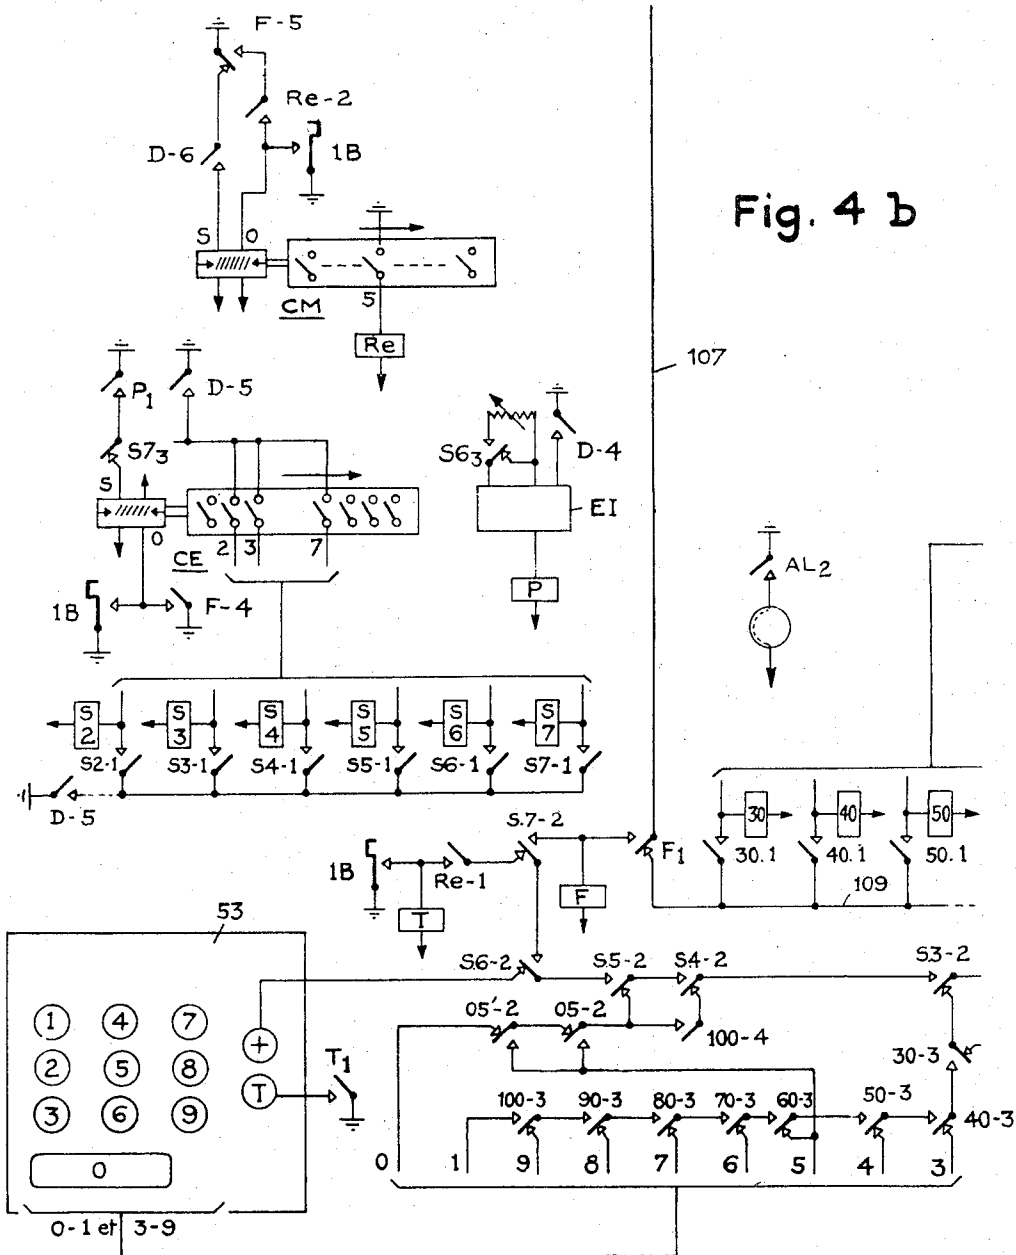 F-5
Re-2
D-6
1B
Fig. 4 b
S O
5
CM
Re
107
P1
D-5
S73
S
O
2 3 7
CE
S63
D-4
EI
P
1B
F-4
AL2
S2 S3 S4 S5 S6 S7
S2-1 S3-1 S4-1 S5-1 S6-1 S7-1
D-5
30 40 50
30.1 40.1 50.1
S.7-2
F1
1B
Re-1
T
F
109
53
S.6-2 S.5-2 S4-2 S.3-2
05'-2 05-2
100-4
30-3
1 4 7
+
2 5 8
T
T1
3 6 9
0
100-3 90-3 80-3 70-3 60-3 50-3
40-3
0 1 9 8 7 6 5 4 3
0-1 et 3-9